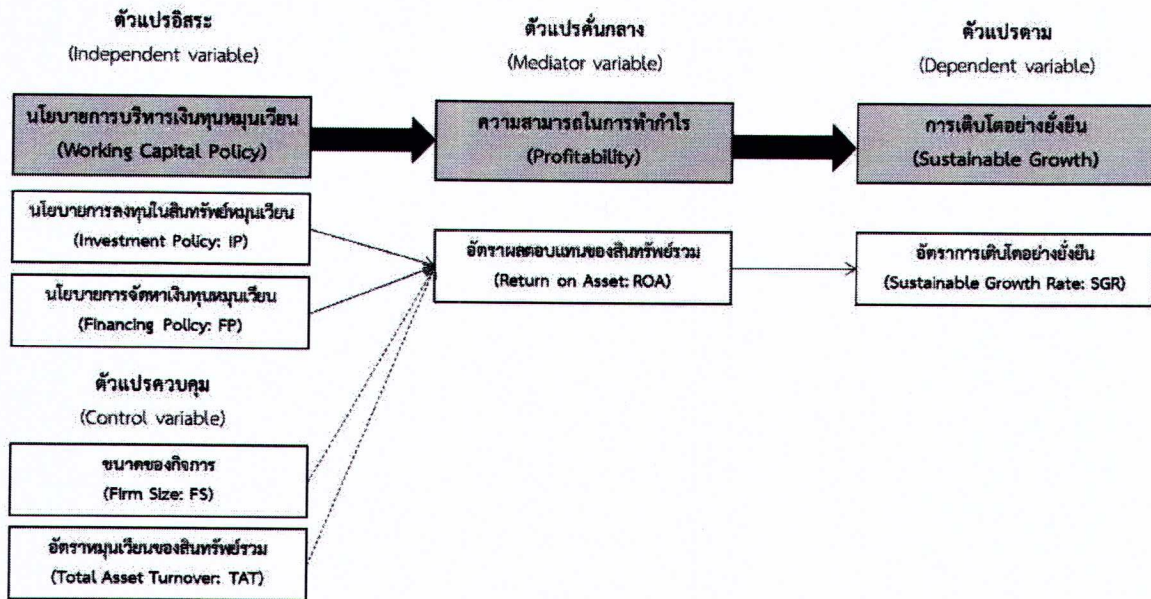 ตัวแปรอิสระ
(Independent variable)
ตัวแปรคั่นกลาง
(Mediator variable)
ตัวแปรตาม
(Dependent variable)
นโยบายการบริหารเงินทุนหมุนเวียน
(Working Capital Policy)
ความสามารถในการทำกำไร
(Profitability)
การเติบโตอย่างยั่งยืน
(Sustainable Growth)
นโยบายการลงทุนในสินทรัพย์หมุนเวียน
(Investment Policy: IP)
นโยบายการจัดหาเงินทุนหมุนเวียน
(Financing Policy: FP)
อัตราผลตอบแทนของสินทรัพย์รวม
(Return on Asset: ROA)
อัตราการเติบโตอย่างยั่งยืน
(Sustainable Growth Rate: SGR)
ตัวแปรควบคุม
(Control variable)
ขนาดของกิจการ
(Firm Size: FS)
อัตราหมุนเวียนของสินทรัพย์รวม
(Total Asset Turnover: TAT)